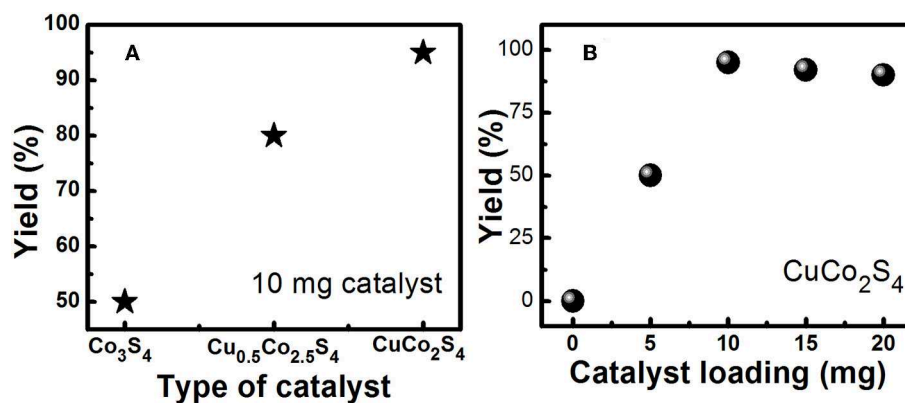 A
Yield (%)
100
90
80
70
60
50
10 mg catalyst
Co₃S₄
Cu₀.₅Co₂.₅S₄
CuCo₂S₄
Type of catalyst
B
Yield (%)
100
75
50
25
0
CuCo₂S₄
0
5
10
15
20
Catalyst loading (mg)